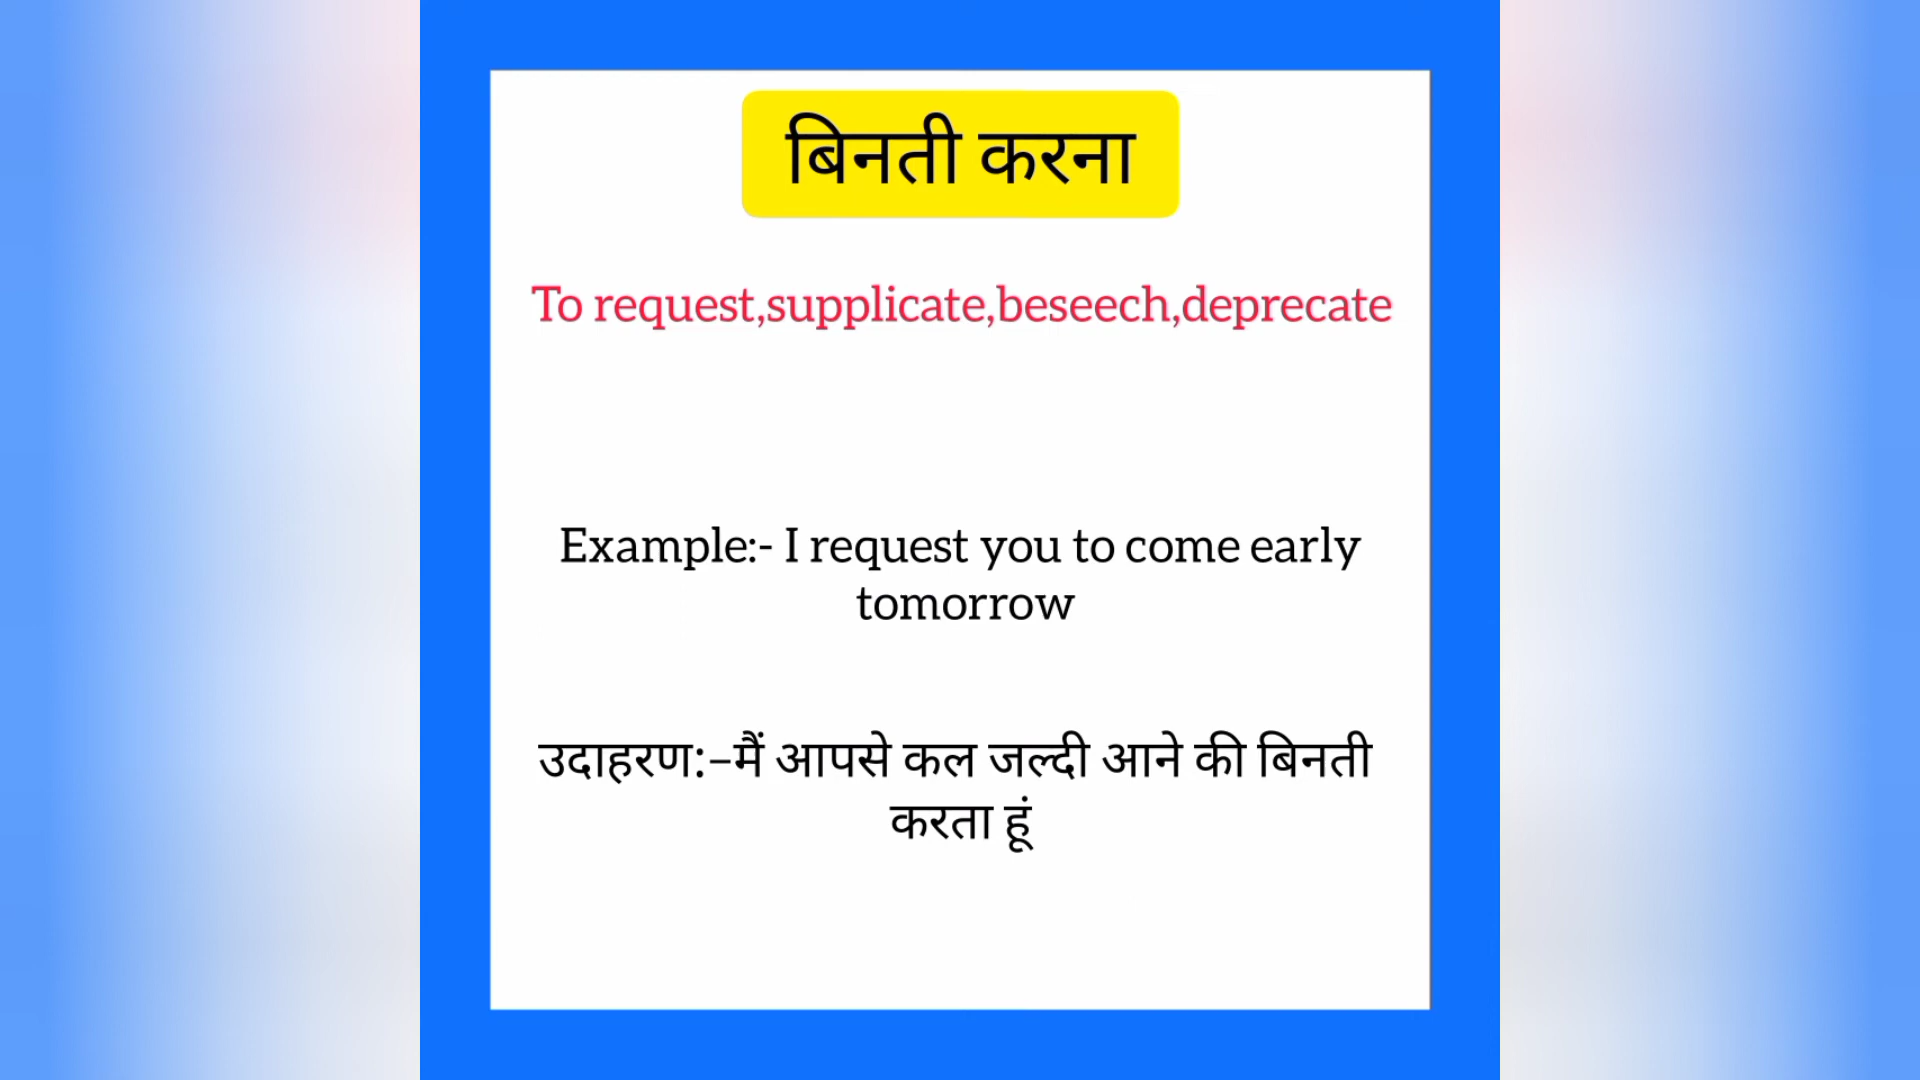 बिनती करना
To request,supplicate,beseech,deprecate
Example:- I request you to come early
tomorrow
उदाहरण:–मैं आपसे कल जल्दी आने की बिनती
करता हूं